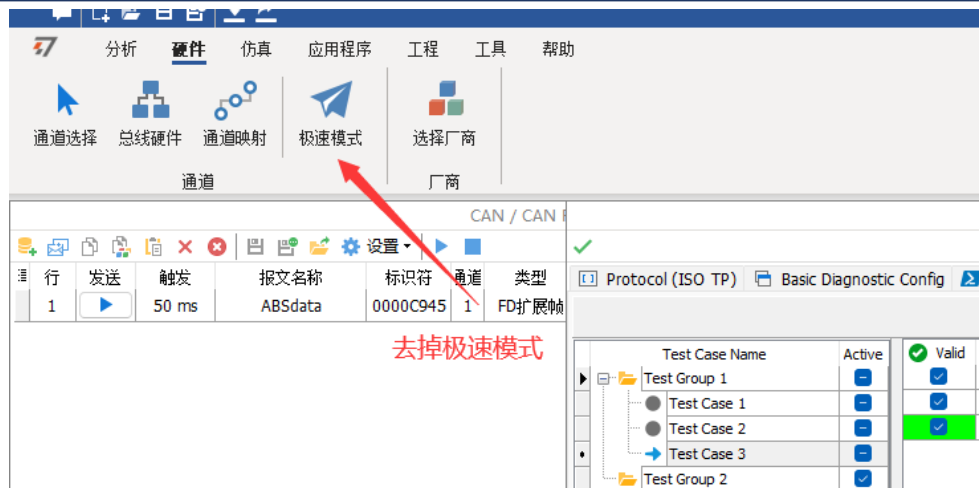 分析 硬件 仿真 应用程序 工程 工具 帮助
通道选择 总线硬件 通道映射 极速模式 选择厂商
通道 厂商
CAN / CAN
设置
行 发送 触发 报文名称 标识符 通道 类型
1 50 ms ABSdata 0000C945 1 FD扩展帧
去掉极速模式
Protocol (ISO TP) Basic Diagnostic Config
Test Case Name Active Valid
Test Group 1
Test Case 1
Test Case 2
Test Case 3
Test Group 2